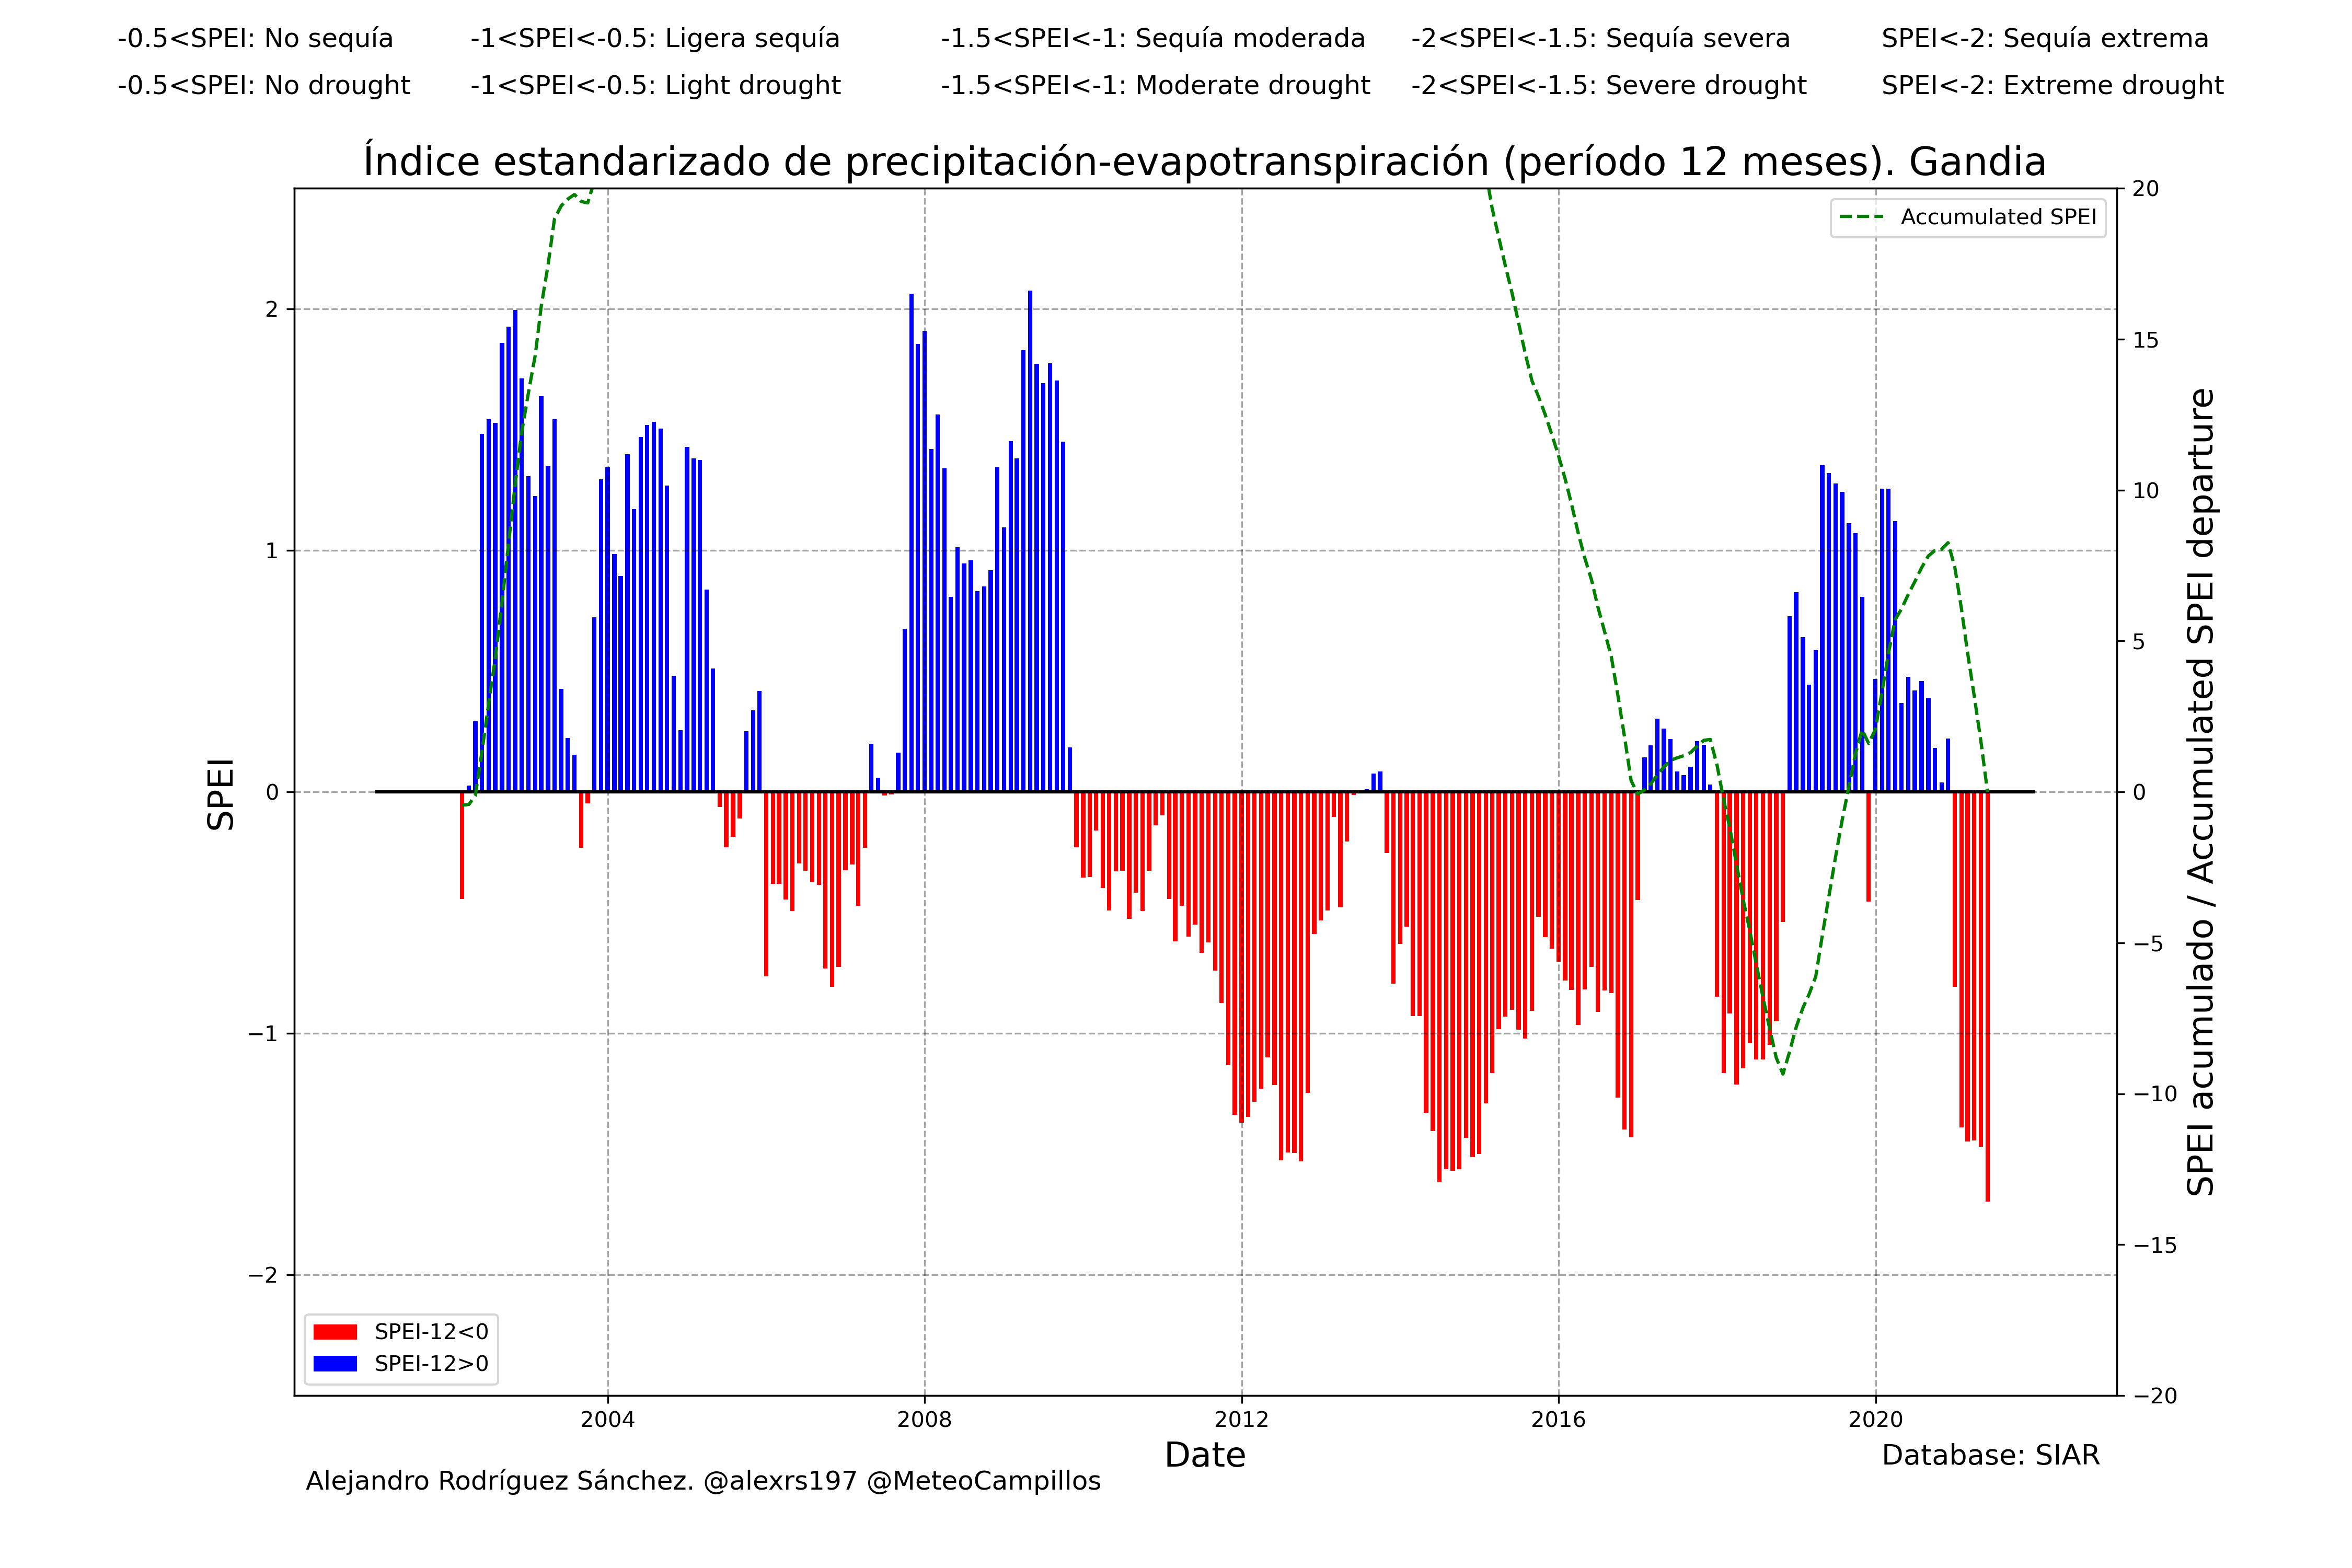 -0.5<SPEI: No sequía -1<SPEI<-0.5: Ligera sequía -1.5<SPEI<-1: Sequía moderada -2<SPEI<-1.5: Sequía severa SPEI<-2: Sequía extrema
-0.5<SPEI: No drought -1<SPEI<-0.5: Light drought -1.5<SPEI<-1: Moderate drought -2<SPEI<-1.5: Severe drought SPEI<-2: Extreme drought
Índice estandarizado de precipitación-evapotranspiración (período 12 meses). Gandia
Accumulated SPEI
SPEI
2
1
0
−1
−2
20
15
10
5
0
−5
−10
−15
−20
SPEI acumulado / Accumulated SPEI departure
SPEI-12<0
SPEI-12>0
2004 2008 2012 2016 2020
Date
Database: SIAR
Alejandro Rodríguez Sánchez. @alexrs197 @MeteoCampillos